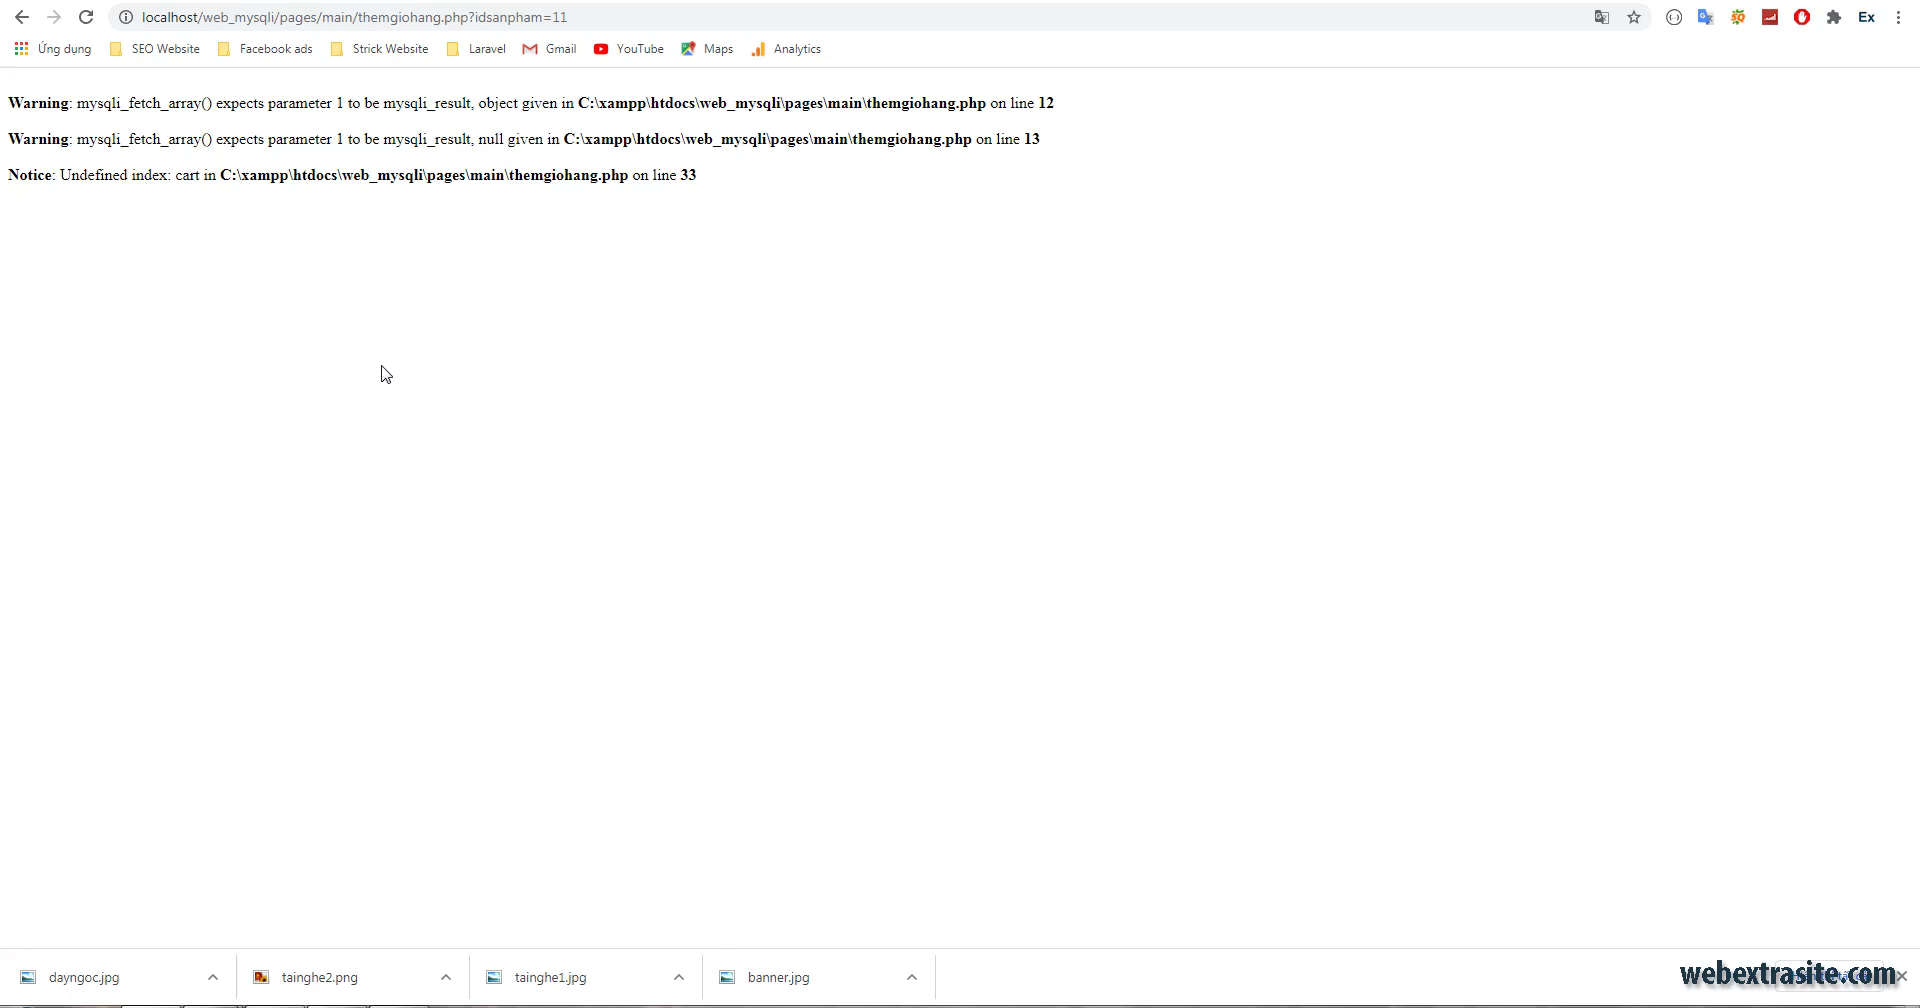 localhost/web_mysqli/pages/main/themgiohang.php?idsanpham=11
Ex
Ứng dụng SEO Website Facebook ads Strick Website Laravel Gmail YouTube Maps Analytics
Warning: mysqli_fetch_array() expects parameter 1 to be mysqli_result, object given in C:\xampp\htdocs\web_mysqli\pages\main\themgiohang.php on line 12
Warning: mysqli_fetch_array() expects parameter 1 to be mysqli_result, null given in C:\xampp\htdocs\web_mysqli\pages\main\themgiohang.php on line 13
Notice: Undefined index: cart in C:\xampp\htdocs\web_mysqli\pages\main\themgiohang.php on line 33
dayngoc.jpg tainghe2.png tainghe1.jpg banner.jpg
webextrasite.com